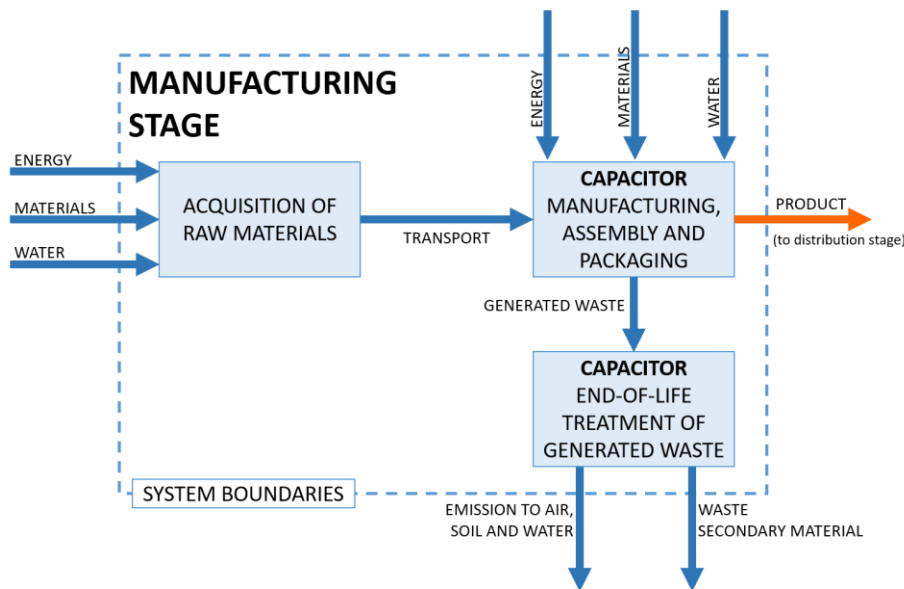 MANUFACTURING
STAGE
ENERGY
MATERIALS
WATER
ENERGY
MATERIALS
WATER
ACQUISITION OF
RAW MATERIALS
TRANSPORT
CAPACITOR
MANUFACTURING,
ASSEMBLY AND
PACKAGING
PRODUCT
(to distribution stage)
GENERATED WASTE
CAPACITOR
END-OF-LIFE
TREATMENT OF
GENERATED WASTE
SYSTEM BOUNDARIES
EMISSION TO AIR,
SOIL AND WATER
WASTE
SECONDARY MATERIAL